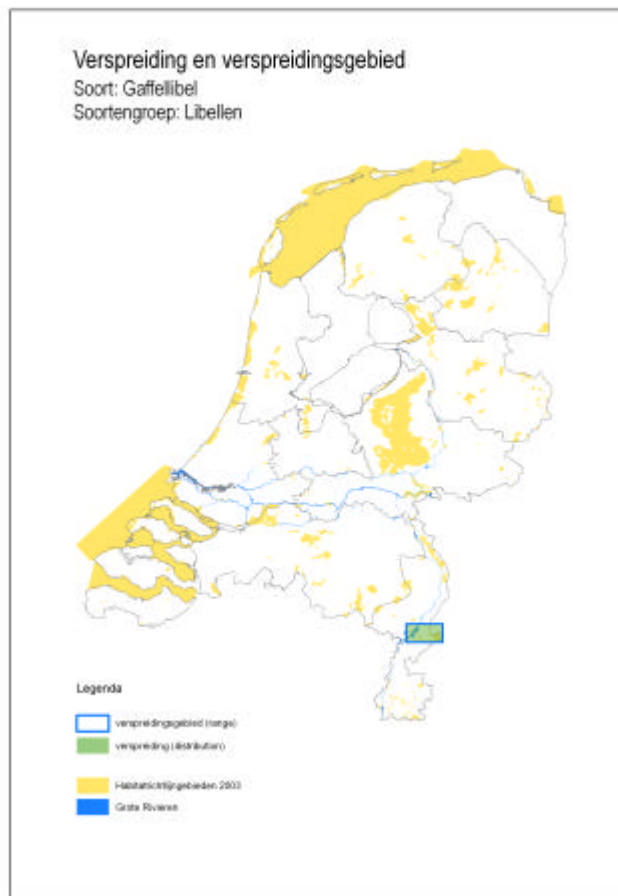 Verspreiding en verspreidingsgebied
Soort: Gaffellibel
Soortengroep: Libellen
Legenda
verspreidingsgebied (range)
verspreiding (distribution)
Habitatrichtlijngebieden 2003
Grote Rivieren